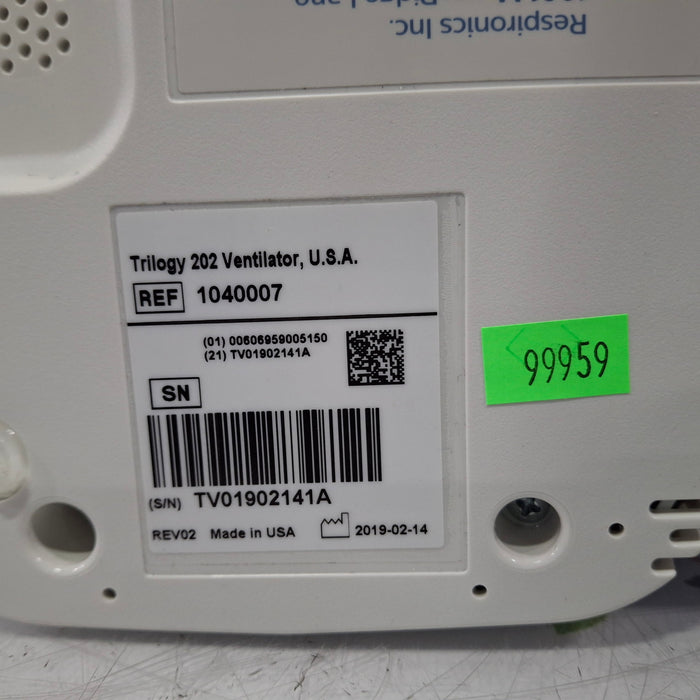 Respironics Inc.
Trilogy 202 Ventilator, U.S.A.
REF 1040007
(01) 00606959005150
(21) TV01902141A
SN
(S/N) TV01902141A
REV02 Made in USA 2019-02-14
99959